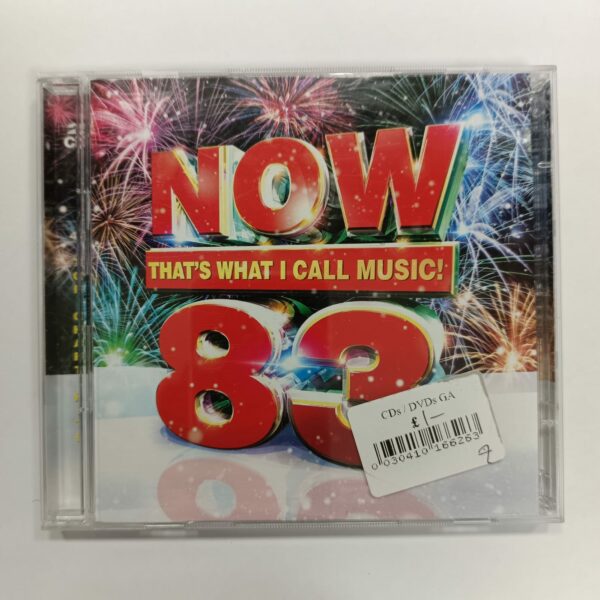 NOW
THAT'S WHAT I CALL MUSIC!
83
CDs / DVDs GA
£ 1 —
0 030410 166263